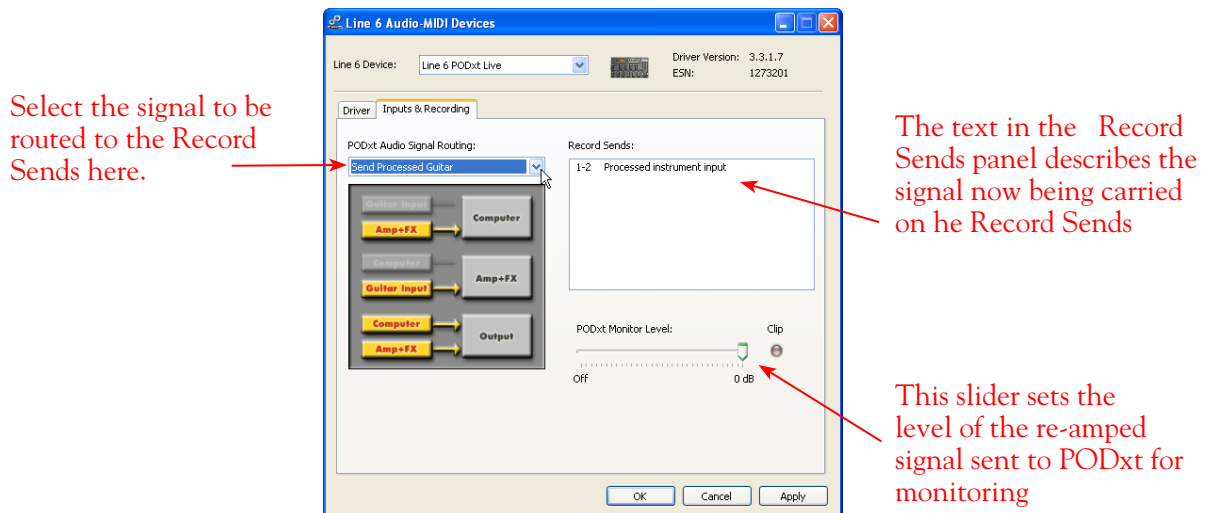 Line 6 Audio-MIDI Devices
Line 6 Device:
Line 6 PODxt Live
Driver Version: 3.3.1.7
ESN: 1273201
Driver
Inputs & Recording
Select the signal to be
routed to the Record
Sends here.
PODxt Audio Signal Routing:
Send Processed Guitar
Guitar Input
Amp+FX
Computer
Computer
Guitar Input
Amp+FX
Computer
Amp+FX
Output
Record Sends:
1-2 Processed instrument input
The text in the Record
Sends panel describes the
signal now being carried
on he Record Sends
PODxt Monitor Level:
Clip
Off
0 dB
This slider sets the
level of the re-amped
signal sent to PODxt for
monitoring
OK
Cancel
Apply